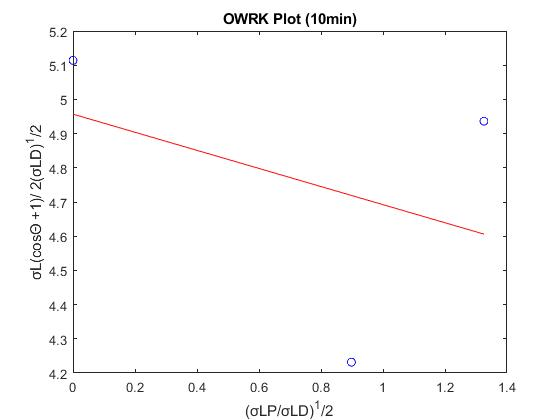 OWRK Plot (10min)
5.2
5.1
5
4.9
4.8
4.7
4.6
4.5
4.4
4.3
4.2
σL(cosΘ +1)/ 2(σLD)^1/2
0 0.2 0.4 0.6 0.8 1 1.2 1.4
(σLP/σLD)^1/2